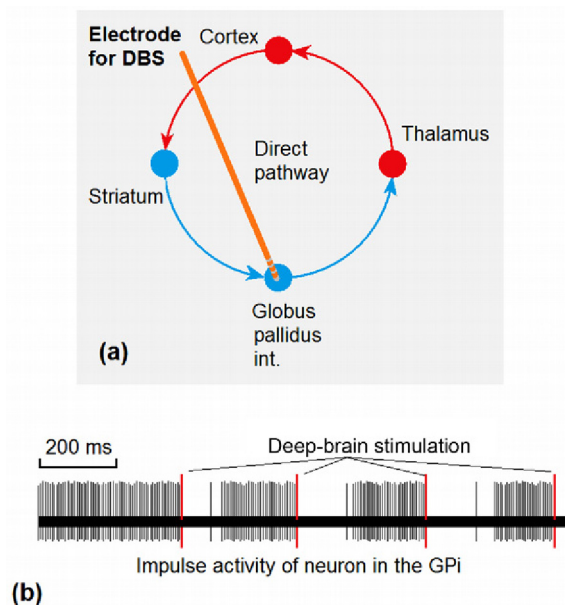 Electrode
for DBS
Cortex
Thalamus
Direct
pathway
Striatum
Globus
pallidus
int.
(a)
200 ms
Deep-brain stimulation
Impulse activity of neuron in the GPi
(b)